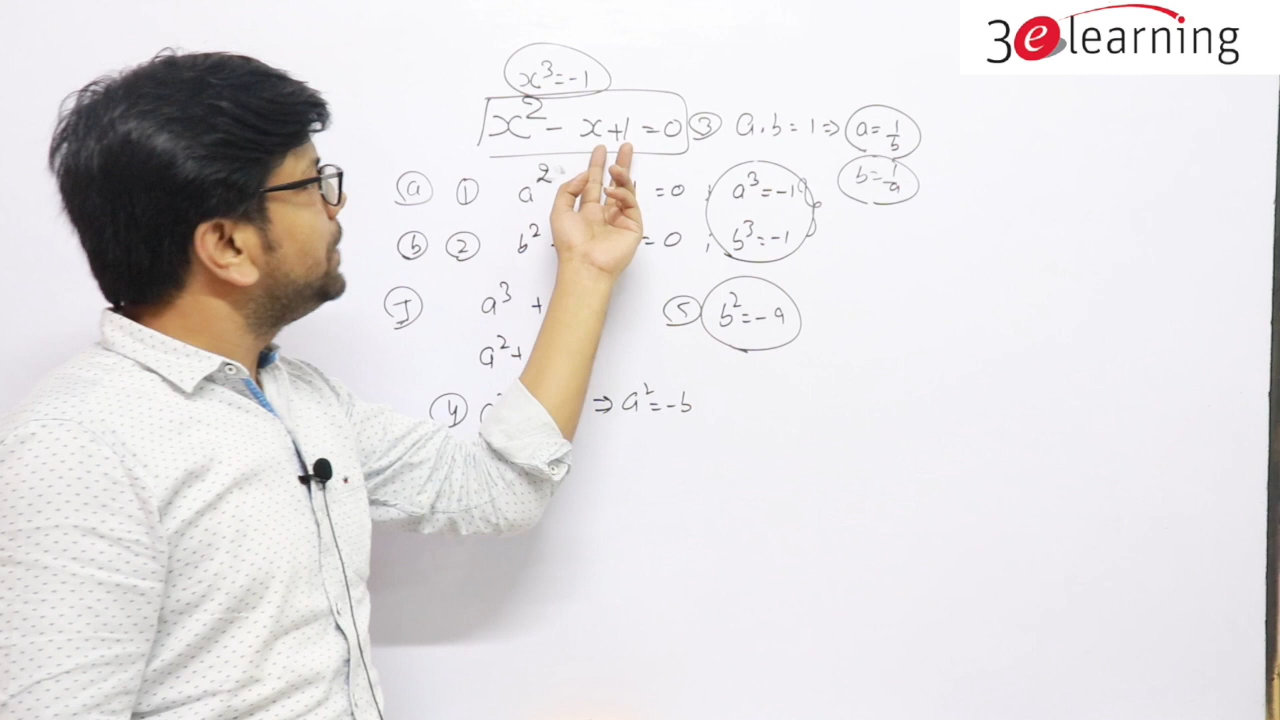 3elearning
x³=-1
x² - x+1=0 ③ a.b=1⇒ a=1/b
b=1/a
ⓐ ① a² =0 ; a³=-1
ⓑ ② b² =0 ; b³=-1
a³ + ⑤ b²=-a
a²+
④ ⇒ a²=-b